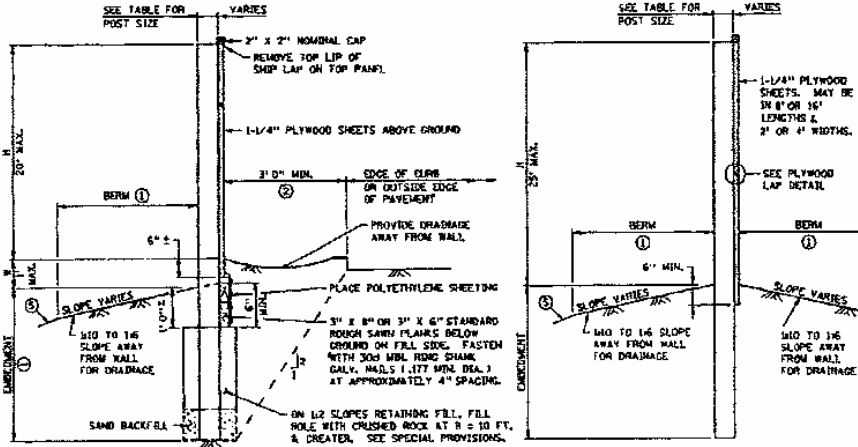 SEE TABLE FOR
POST SIZE
VARIES
2" X 2" NOMINAL CAP
REMOVE TOP LIP OF
SHIP LAP ON TOP PANEL
1-1/4" PLYWOOD SHEETS ABOVE GROUND
H
20' MAX.
3' 0" MIN.
②
EDGE OF CURB
OR OUTSIDE EDGE
OF PAVEMENT
BERM ①
6" ±
PROVIDE DRAINAGE
AWAY FROM WALL
MAX.
PLACE POLYETHYLENE SHEETING
SLOPE VARIES
6"
MIN.
1:10 TO 1:6
SLOPE AWAY
FROM WALL
FOR DRAINAGE
3" X 8" OR 3" X 6" STANDARD
ROUGH SAWN PLANKS BELOW
GROUND ON FILL SIDE. FASTEN
WITH 30d MIN. RING SHANK
GALV. NAILS (.177 MIN. DIA.)
AT APPROXIMATELY 4" SPACING.
2
1
EMBEDMENT
SAND BACKFILL
ON 1:2 SLOPES RETAINING FILL, FILL
HOLE WITH CRUSHED ROCK AT H = 10 FT.
& GREATER. SEE SPECIAL PROVISIONS.
SEE TABLE FOR
POST SIZE
VARIES
1-1/4" PLYWOOD
SHEETS. MAY BE
IN 8' OR 16'
LENGTHS &
2' OR 4' WIDTHS.
H
25' MAX.
SEE PLYWOOD
LAP DETAIL
BERM
①
BERM
①
6" MIN.
SLOPE VARIES
SLOPE VARIES
1:10 TO 1:6 SLOPE
AWAY FROM WALL
FOR DRAINAGE
1:10 TO 1:6 SLOPE
AWAY FROM WALL
FOR DRAINAGE
EMBEDMENT